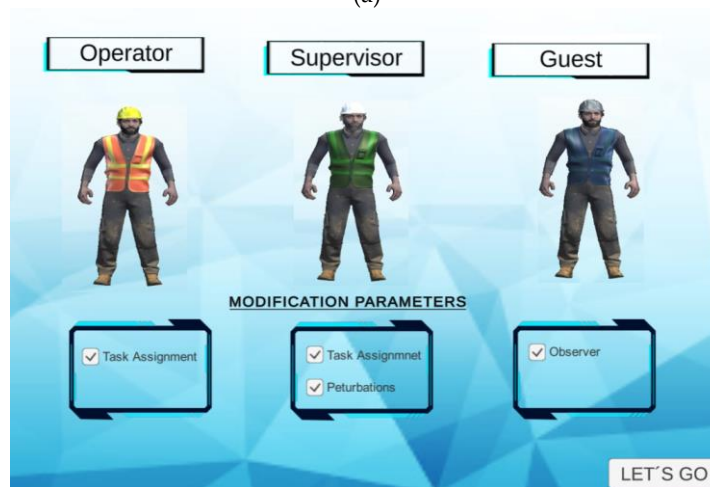 (a)
Operator
Supervisor
Guest
MODIFICATION PARAMETERS
Task Assignment
Task Assignmnet
Peturbations
Observer
LET´S GO